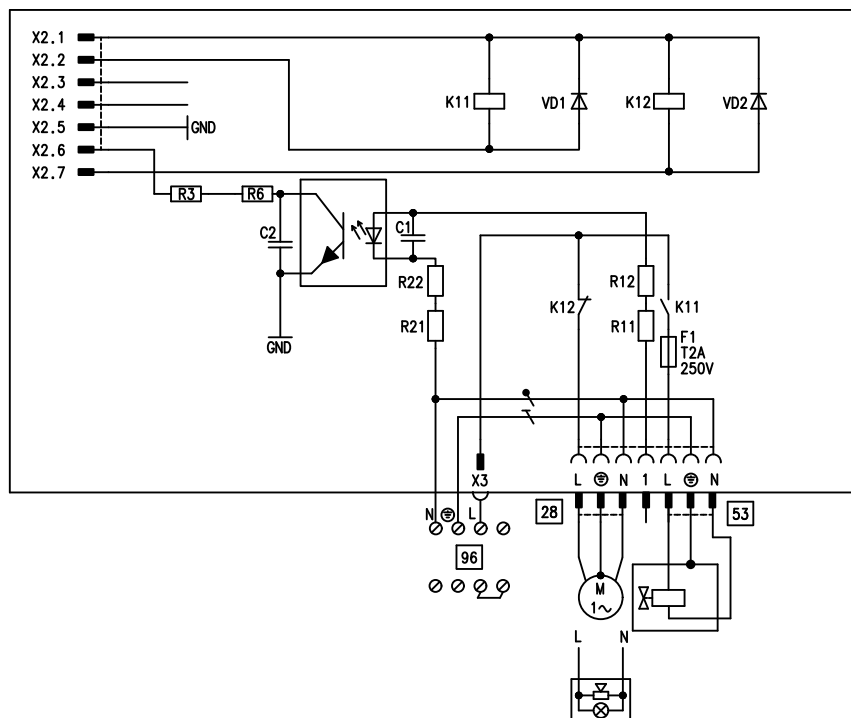 X2.1
X2.2
X2.3
X2.4
X2.5
X2.6
X2.7
K11
VD1
K12
VD2
GND
R3
R6
C2
C1
R22
R21
GND
K12
R12
R11
K11
F1
T2A
250V
X3
L
N
1
L
N
N
L
28
53
96
M
1~
L
N